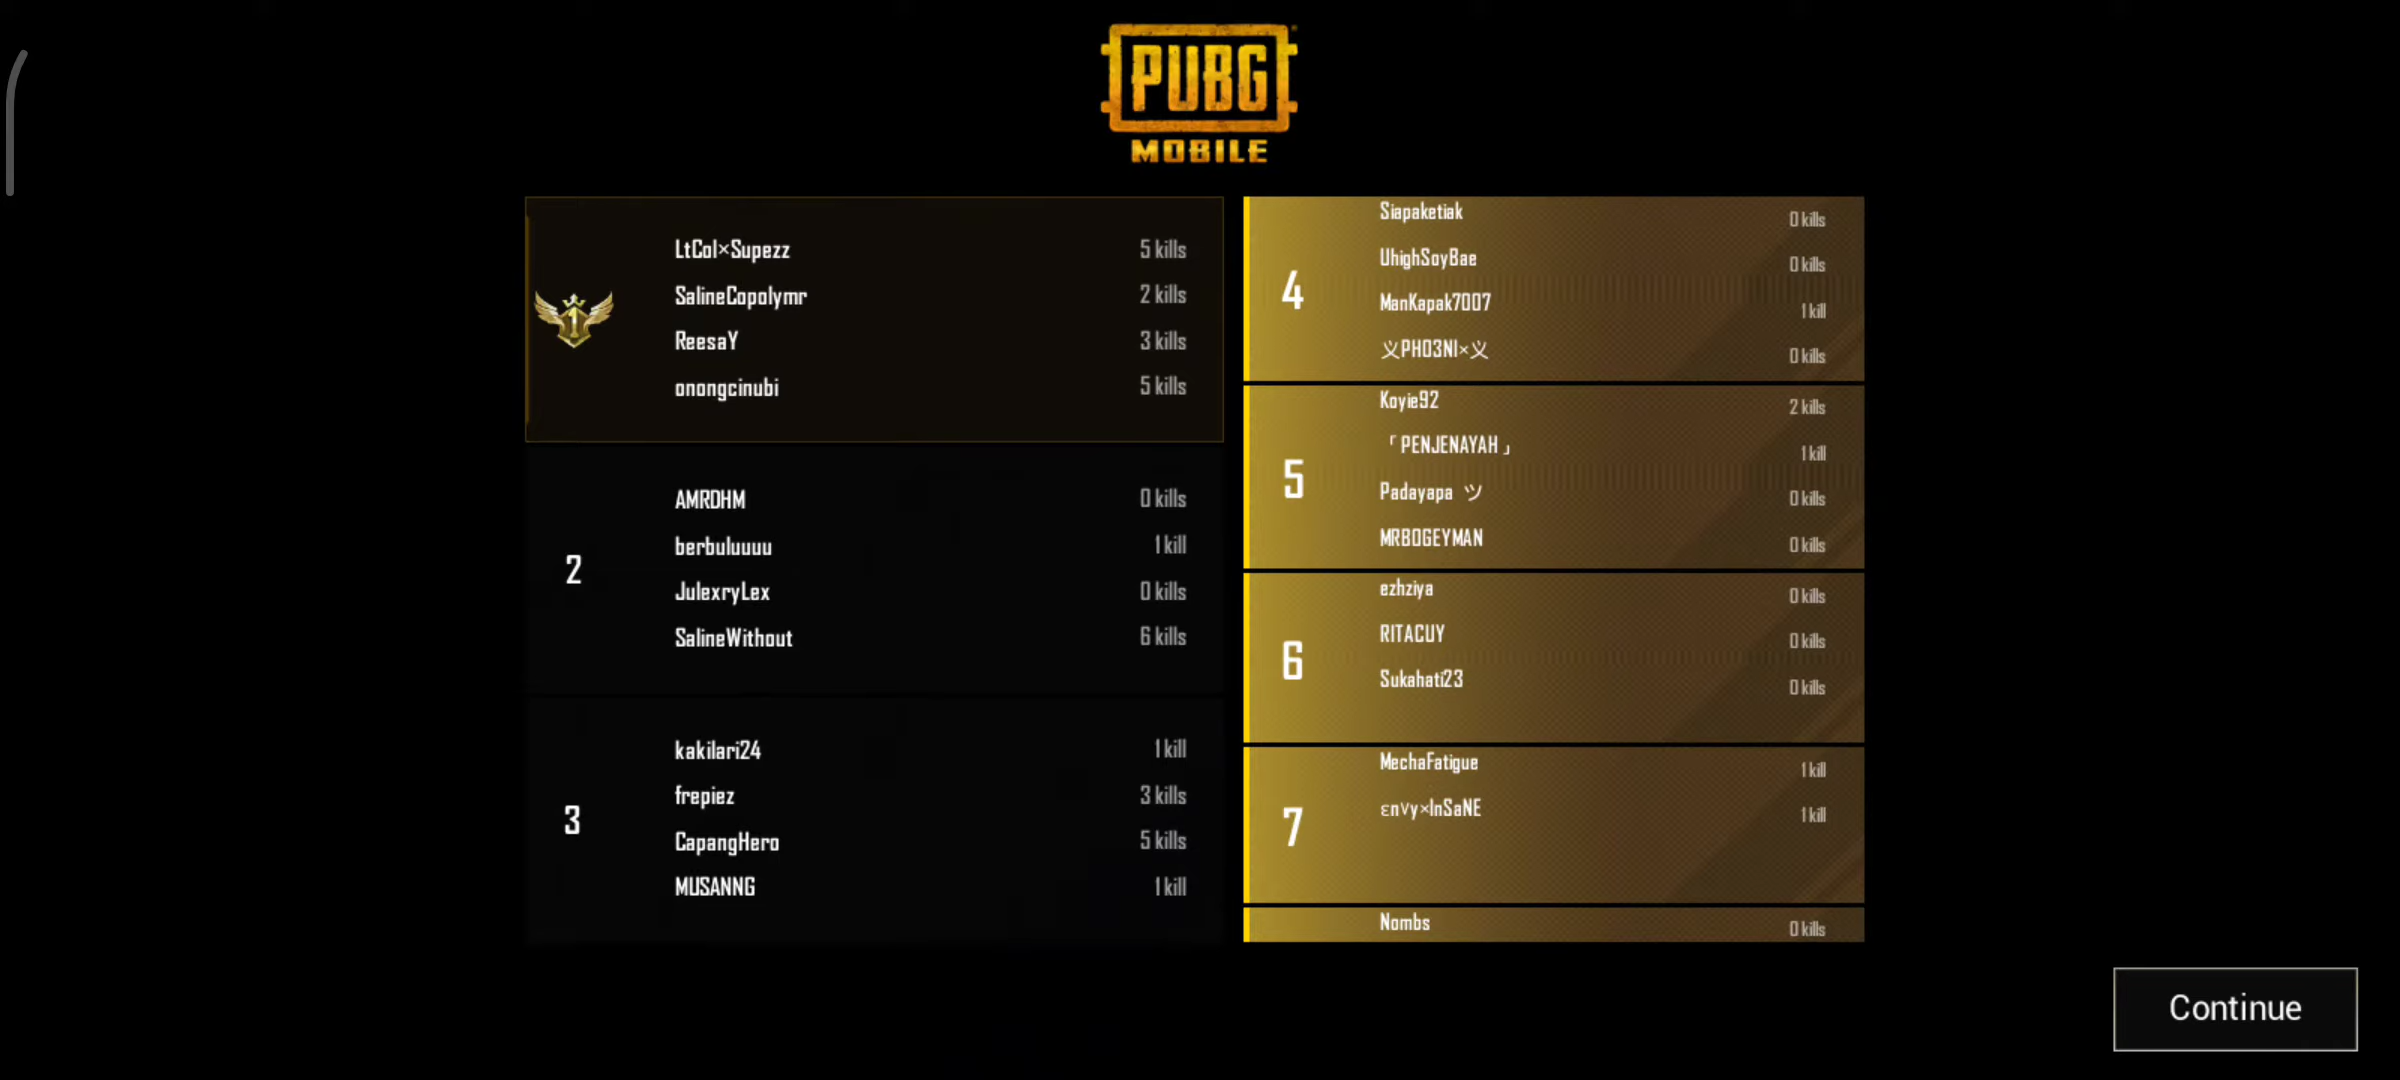 PUBG
MOBILE
1
LtCol×Supezz 5 kills
SalineCopolymr 2 kills
ReesaY 3 kills
onongcinubi 5 kills
2
AMRDHM 0 kills
berbuluuuu 1 kill
JulexryLex 0 kills
SalineWithout 6 kills
3
kakilari24 1 kill
frepiez 3 kills
CapangHero 5 kills
MUSANNG 1 kill
4
Siapaketiak 0 kills
UhighSoyBae 0 kills
ManKapak7007 1 kill
义PHO3NI×义 0 kills
5
Koyie92 2 kills
「PENJENAYAH」 1 kill
Padayapa ツ 0 kills
MRBOGEYMAN 0 kills
6
ezhziya 0 kills
RITACUY 0 kills
Sukahati23 0 kills
7
MechaFatigue 1 kill
εnνy×InSaNE 1 kill
Nombs 0 kills
Continue